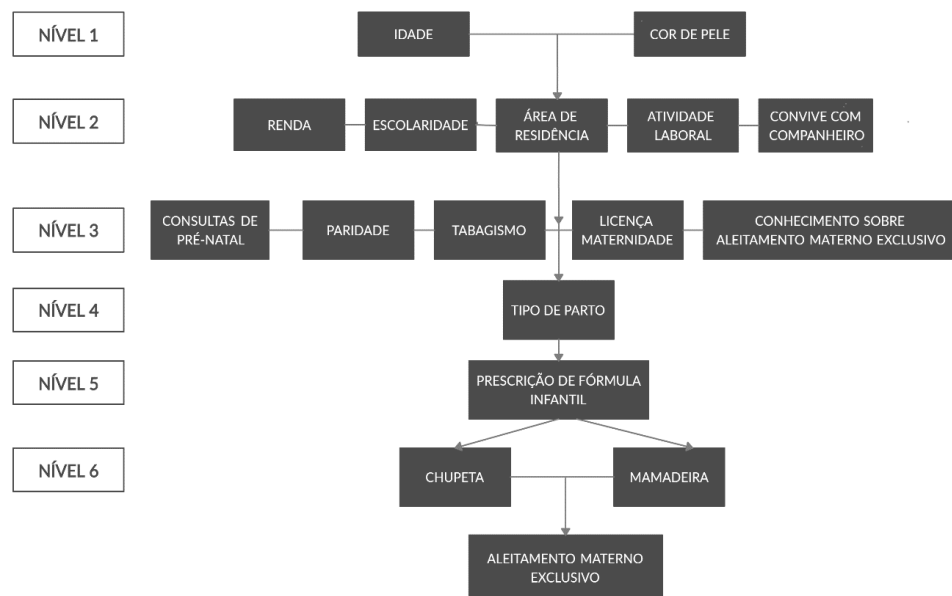 NÍVEL 1
IDADE
COR DE PELE
NÍVEL 2
RENDA
ESCOLARIDADE
ÁREA DE
RESIDÊNCIA
ATIVIDADE
LABORAL
CONVIVE COM
COMPANHEIRO
NÍVEL 3
CONSULTAS DE
PRÉ-NATAL
PARIDADE
TABAGISMO
LICENÇA
MATERNIDADE
CONHECIMENTO SOBRE
ALEITAMENTO MATERNO EXCLUSIVO
NÍVEL 4
TIPO DE PARTO
NÍVEL 5
PRESCRIÇÃO DE FÓRMULA
INFANTIL
NÍVEL 6
CHUPETA
MAMADEIRA
ALEITAMENTO MATERNO
EXCLUSIVO